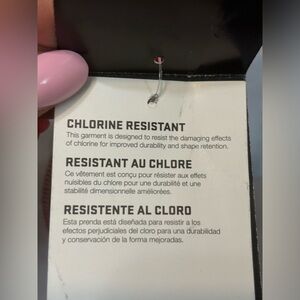 CHLORINE RESISTANT
This garment is designed to resist the damaging effects
of chlorine for improved durability and shape retention.
RESISTANT AU CHLORE
Ce vêtement est conçu pour résister aux effets
nuisibles du chlore pour une durabilité et une
stabilité dimensionnelle améliorées.
RESISTENTE AL CLORO
Esta prenda está diseñada para resistir a los
efectos perjudiciales del cloro para una durabilidad
y conservación de la forma mejoradas.